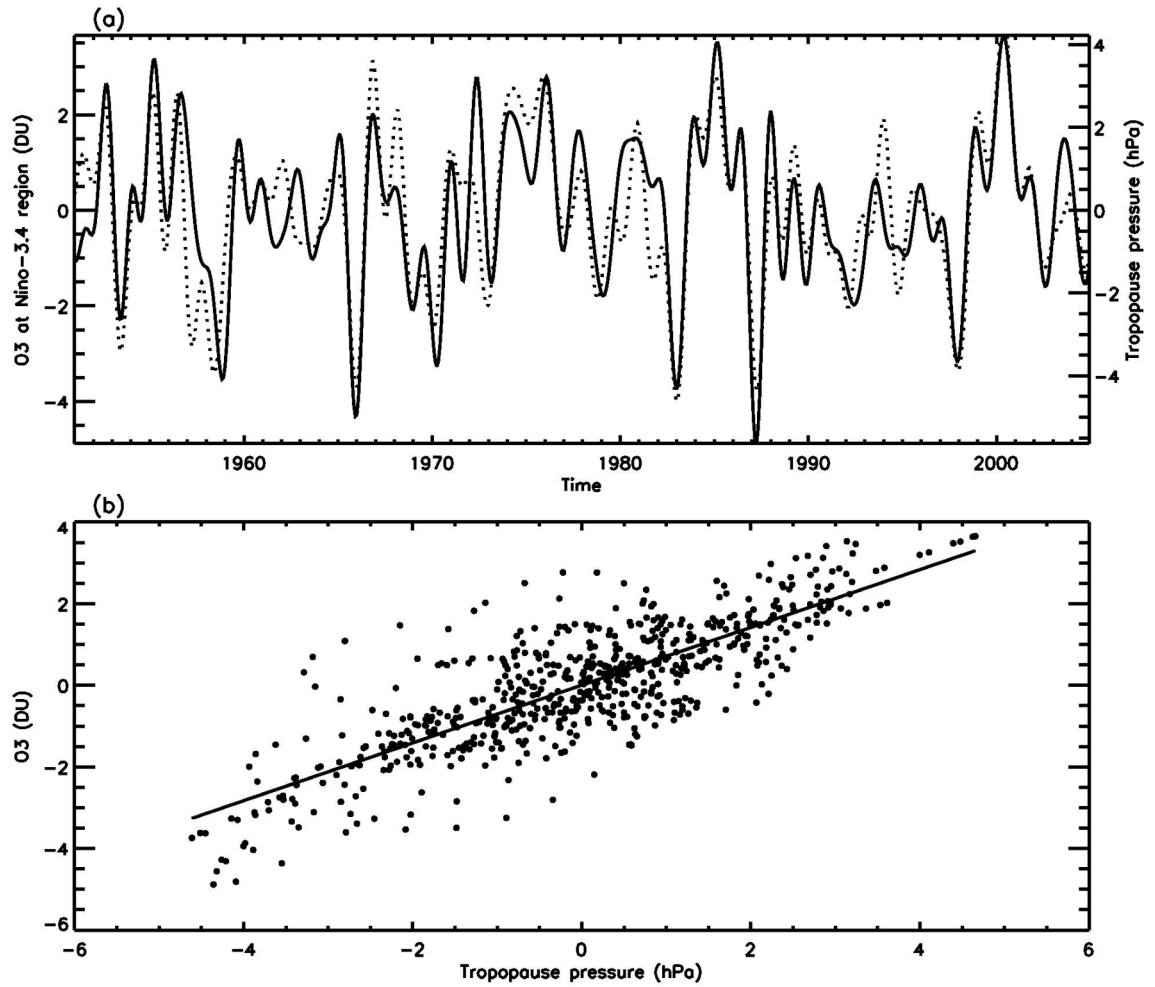 (a)
O3 at Nino-3.4 region (DU)
2
0
-2
-4
4
2
0
-2
-4
Tropopause pressure (hPa)
1960 1970 1980 1990 2000
Time
(b)
O3 (DU)
4
2
0
-2
-4
-6
-6 -4 -2 0 2 4 6
Tropopause pressure (hPa)